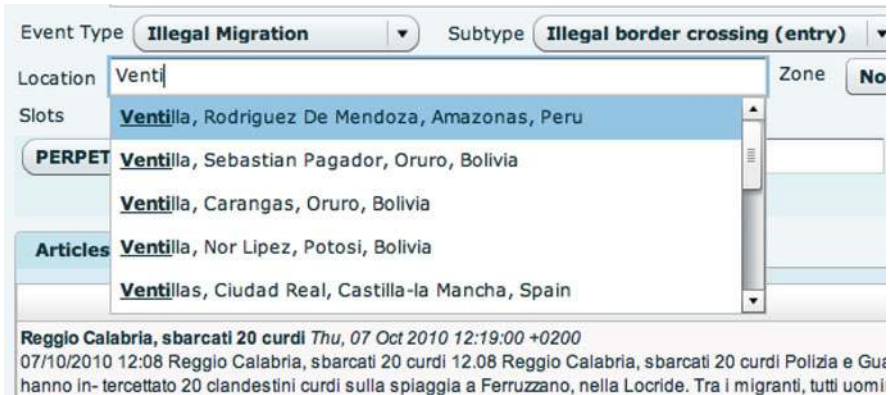 Event Type Illegal Migration Subtype Illegal border crossing (entry)
Location Venti Zone
Slots
Ventilla, Rodriguez De Mendoza, Amazonas, Peru
Ventilla, Sebastian Pagador, Oruro, Bolivia
Ventilla, Carangas, Oruro, Bolivia
Ventilla, Nor Lipez, Potosi, Bolivia
Articles
Ventillas, Ciudad Real, Castilla-la Mancha, Spain
Reggio Calabria, sbarcati 20 curdi Thu, 07 Oct 2010 12:19:00 +0200
07/10/2010 12:08 Reggio Calabria, sbarcati 20 curdi 12.08 Reggio Calabria, sbarcati 20 curdi Polizia e
hanno in- tercettato 20 clandestini curdi sulla spiaggia a Ferruzzano, nella Locride. Tra i migranti, tutti